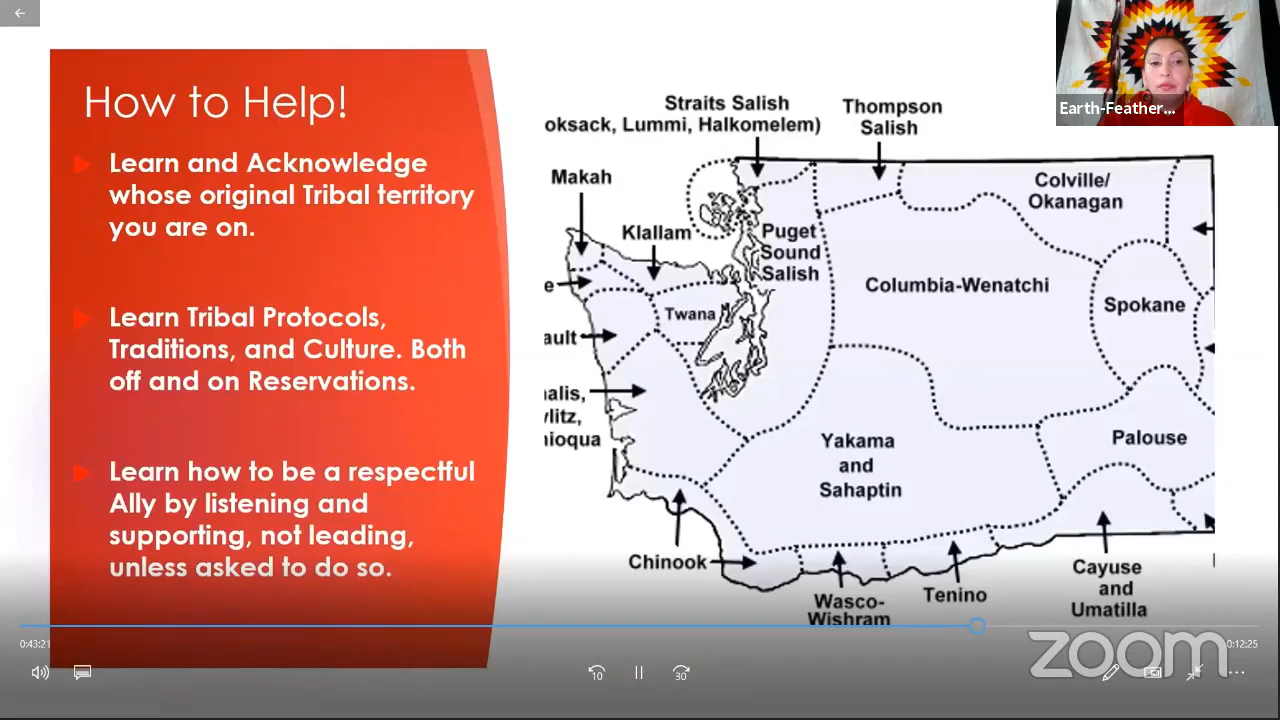 How to Help!
Learn and Acknowledge
whose original Tribal territory
you are on.
Learn Tribal Protocols,
Traditions, and Culture. Both
off and on Reservations.
Learn how to be a respectful
Ally by listening and
supporting, not leading,
unless asked to do so.
Straits Salish
oksack, Lummi, Halkomelem)
Thompson
Salish
Makah
Klallam
Puget
Sound
Salish
Colville/
Okanagan
Columbia-Wenatchi
Spokane
e
Twana
ault
alis,
vlitz,
ioqua
Yakama
and
Sahaptin
Palouse
Chinook
Wasco-
Wishram
Tenino
Cayuse
and
Umatilla
Earth-Feather...
0:43:21
0:12:25
10
30
zoom